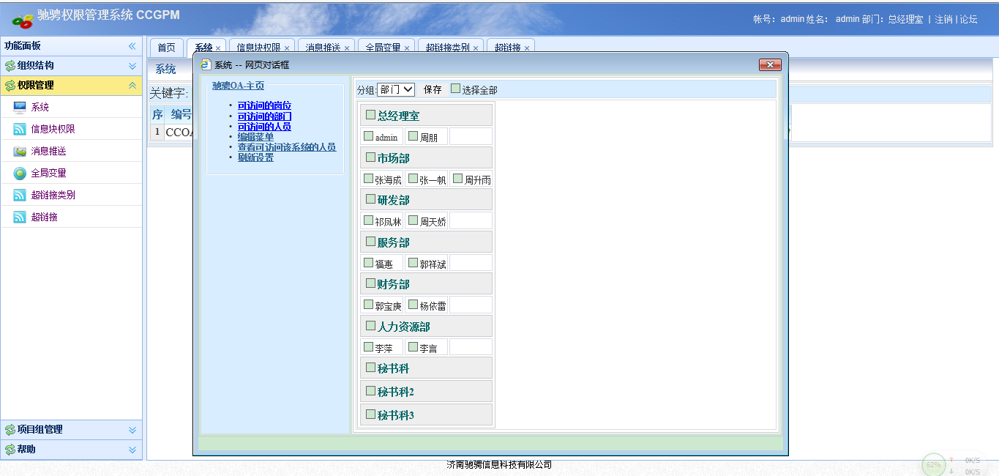 驰骋权限管理系统 CCGPM
帐号： admin 姓名： admin 部门：总经理室 | 注销 | 论坛
功能面板
组织结构
权限管理
系统
信息块权限
消息推送
全局变量
超链接类别
超链接
项目组管理
帮助
首页 系统 × 信息块权限 × 消息推送 × 全局变量 × 超链接类别 × 超链接 ×
系统
关键字:
序 编号
1 CCOA
系统 -- 网页对话框
驰骋OA-主页
• 可访问的岗位
• 可访问的部门
• 可访问的人员
• 编辑菜单
• 查看可访问该系统的人员
• 刷新设置
分组: 部门 保存 选择全部
总经理室
admin 周朋
市场部
张海成 张一帆 周升雨
研发部
祁凤林 周天娇
服务部
福惠 郭祥斌
财务部
郭宝庚 杨依雷
人力资源部
李萍 李言
秘书科
秘书科2
秘书科3
济南驰骋信息科技有限公司
62% ↑ 0K/S
↓ 0K/S